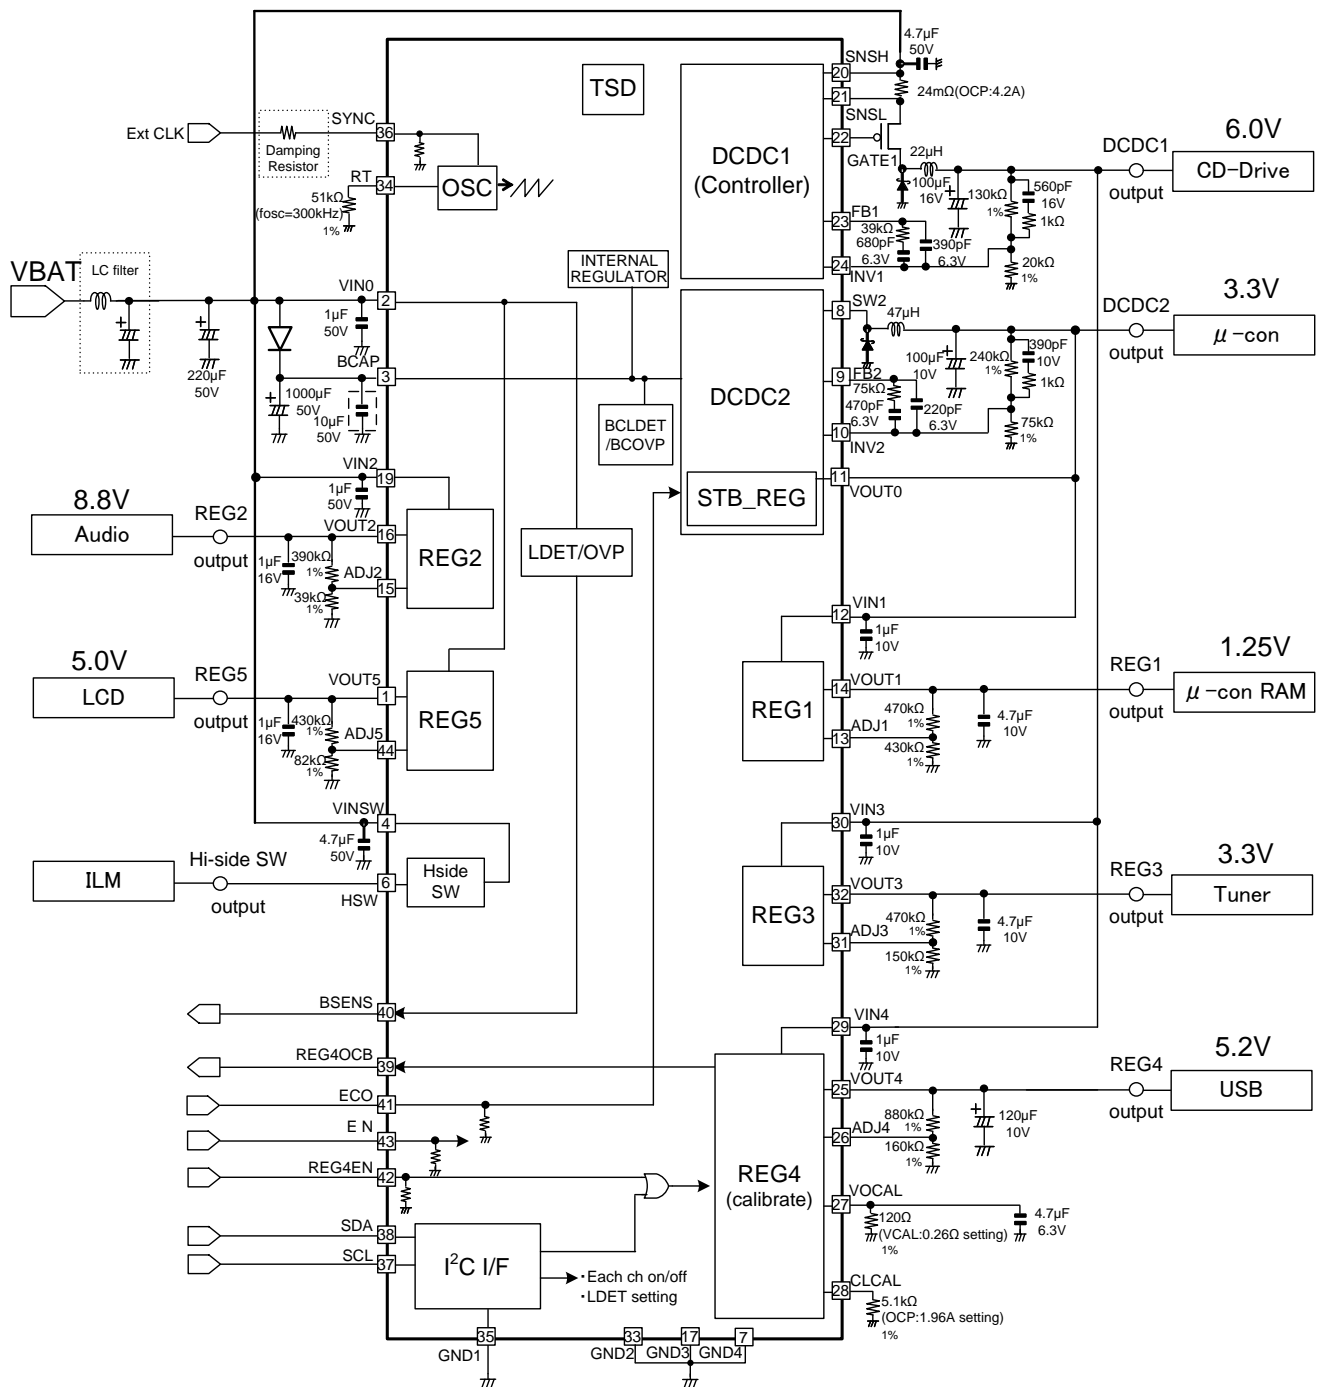 4.7µF
50V
SNSH
20
24mΩ(OCP:4.2A)
21
SNSL
22
GATE1
22µH
TSD
DCDC1
(Controller)
Ext CLK
SYNC
36
Damping
Resistor
RT
34
51kΩ
(fosc=300kHz)
1%
OSC
100µF
16V
130kΩ
1%
560pF
16V
1kΩ
20kΩ
1%
DCDC1
output
6.0V
CD-Drive
23
FB1
39kΩ
680pF
6.3V
390pF
6.3V
24
INV1
VBAT
LC filter
220µF
50V
VIN0
2
1µF
50V
INTERNAL
REGULATOR
BCAP
3
1000µF
50V
10µF
50V
BCLDET
/BCOVP
DCDC2
8
SW2
47µH
100µF
10V
240kΩ
1%
390pF
10V
1kΩ
75kΩ
1%
DCDC2
output
3.3V
μ-con
9
FB2
75kΩ
470pF
6.3V
220pF
6.3V
10
INV2
11
VOUT0
STB_REG
VIN2
19
1µF
50V
8.8V
Audio
REG2
output
VOUT2
16
1µF
16V
390kΩ
1%
ADJ2
15
39kΩ
1%
REG2
LDET/OVP
12
VIN1
1µF
10V
5.0V
LCD
REG5
output
VOUT5
1
1µF
16V
430kΩ
1%
ADJ5
44
82kΩ
1%
REG5
REG1
14
VOUT1
470kΩ
1%
13
ADJ1
430kΩ
1%
4.7µF
10V
REG1
output
1.25V
μ-con RAM
VINSW
4
4.7µF
50V
ILM
Hi-side SW
output
6
HSW
Hside
SW
30
VIN3
1µF
10V
REG3
32
VOUT3
470kΩ
1%
31
ADJ3
150kΩ
1%
4.7µF
10V
REG3
output
3.3V
Tuner
BSENS
40
REG4OCB
39
ECO
41
E N
43
REG4EN
42
SDA
38
SCL
37
I²C I/F
・Each ch on/off
・LDET setting
29
VIN4
1µF
10V
REG4
(calibrate)
25
VOUT4
880kΩ
1%
26
ADJ4
160kΩ
1%
120µF
10V
REG4
output
5.2V
USB
27
VOCAL
120Ω
(VCAL:0.26Ω setting)
1%
4.7µF
6.3V
28
CLCAL
5.1kΩ
(OCP:1.96A setting)
1%
35
GND1
33
GND2
17
GND3
7
GND4